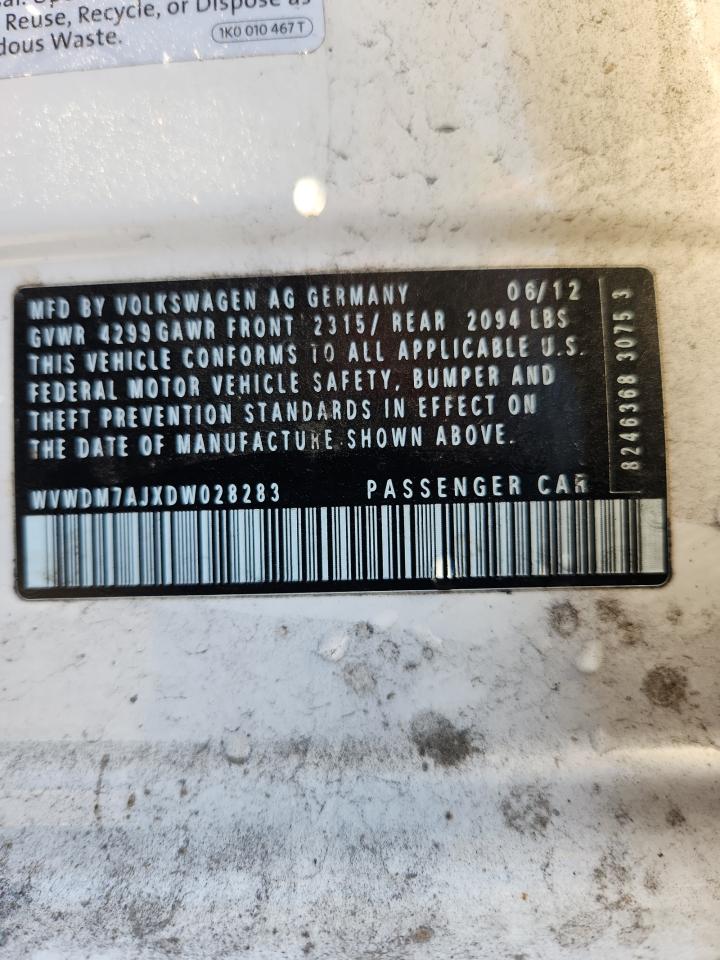 Reuse, Recycle, or Dispose as
dous Waste.
1K0 010 467 T
MFD BY VOLKSWAGEN AG GERMANY 06/12
GVWR 4299 GAWR FRONT 2315/ REAR 2094 LBS
THIS VEHICLE CONFORMS TO ALL APPLICABLE U.S.
FEDERAL MOTOR VEHICLE SAFETY, BUMPER AND
THEFT PREVENTION STANDARDS IN EFFECT ON
THE DATE OF MANUFACTURE SHOWN ABOVE.
WVWDM7AJXDW028283 PASSENGER CAR
8246368 3075 3